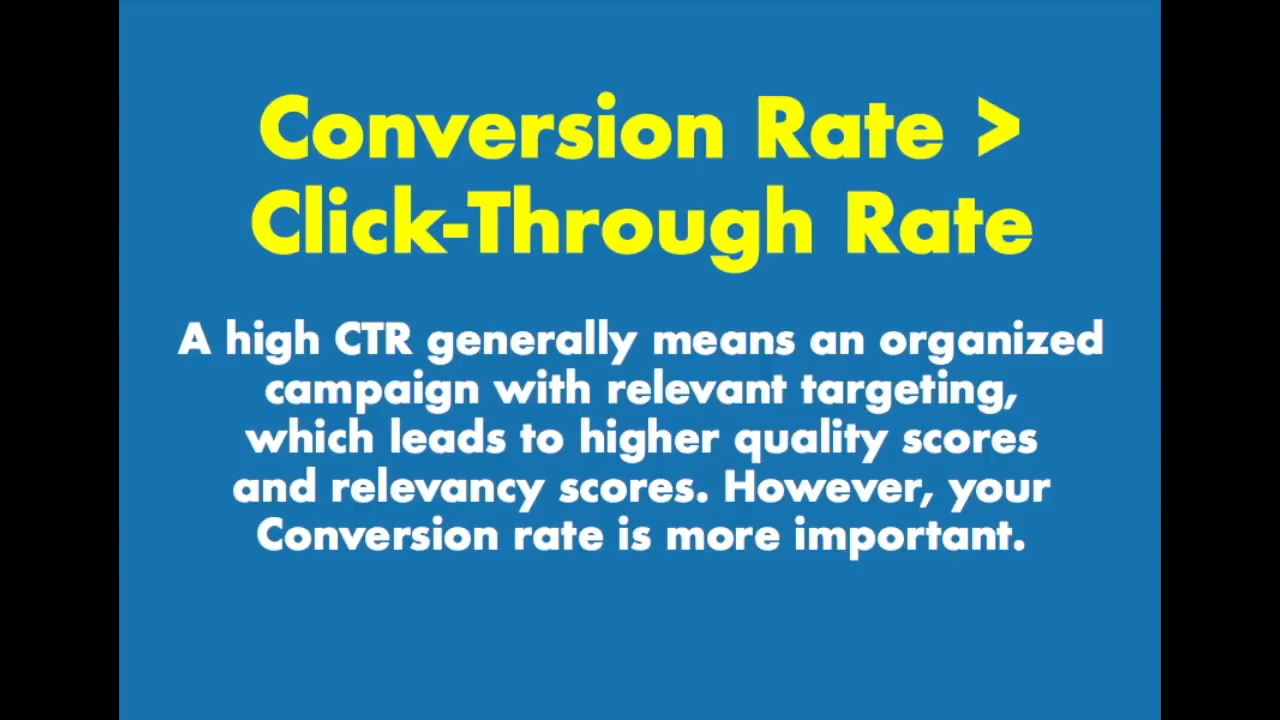 Conversion Rate >
Click-Through Rate
A high CTR generally means an organized
campaign with relevant targeting,
which leads to higher quality scores
and relevancy scores. However, your
Conversion rate is more important.